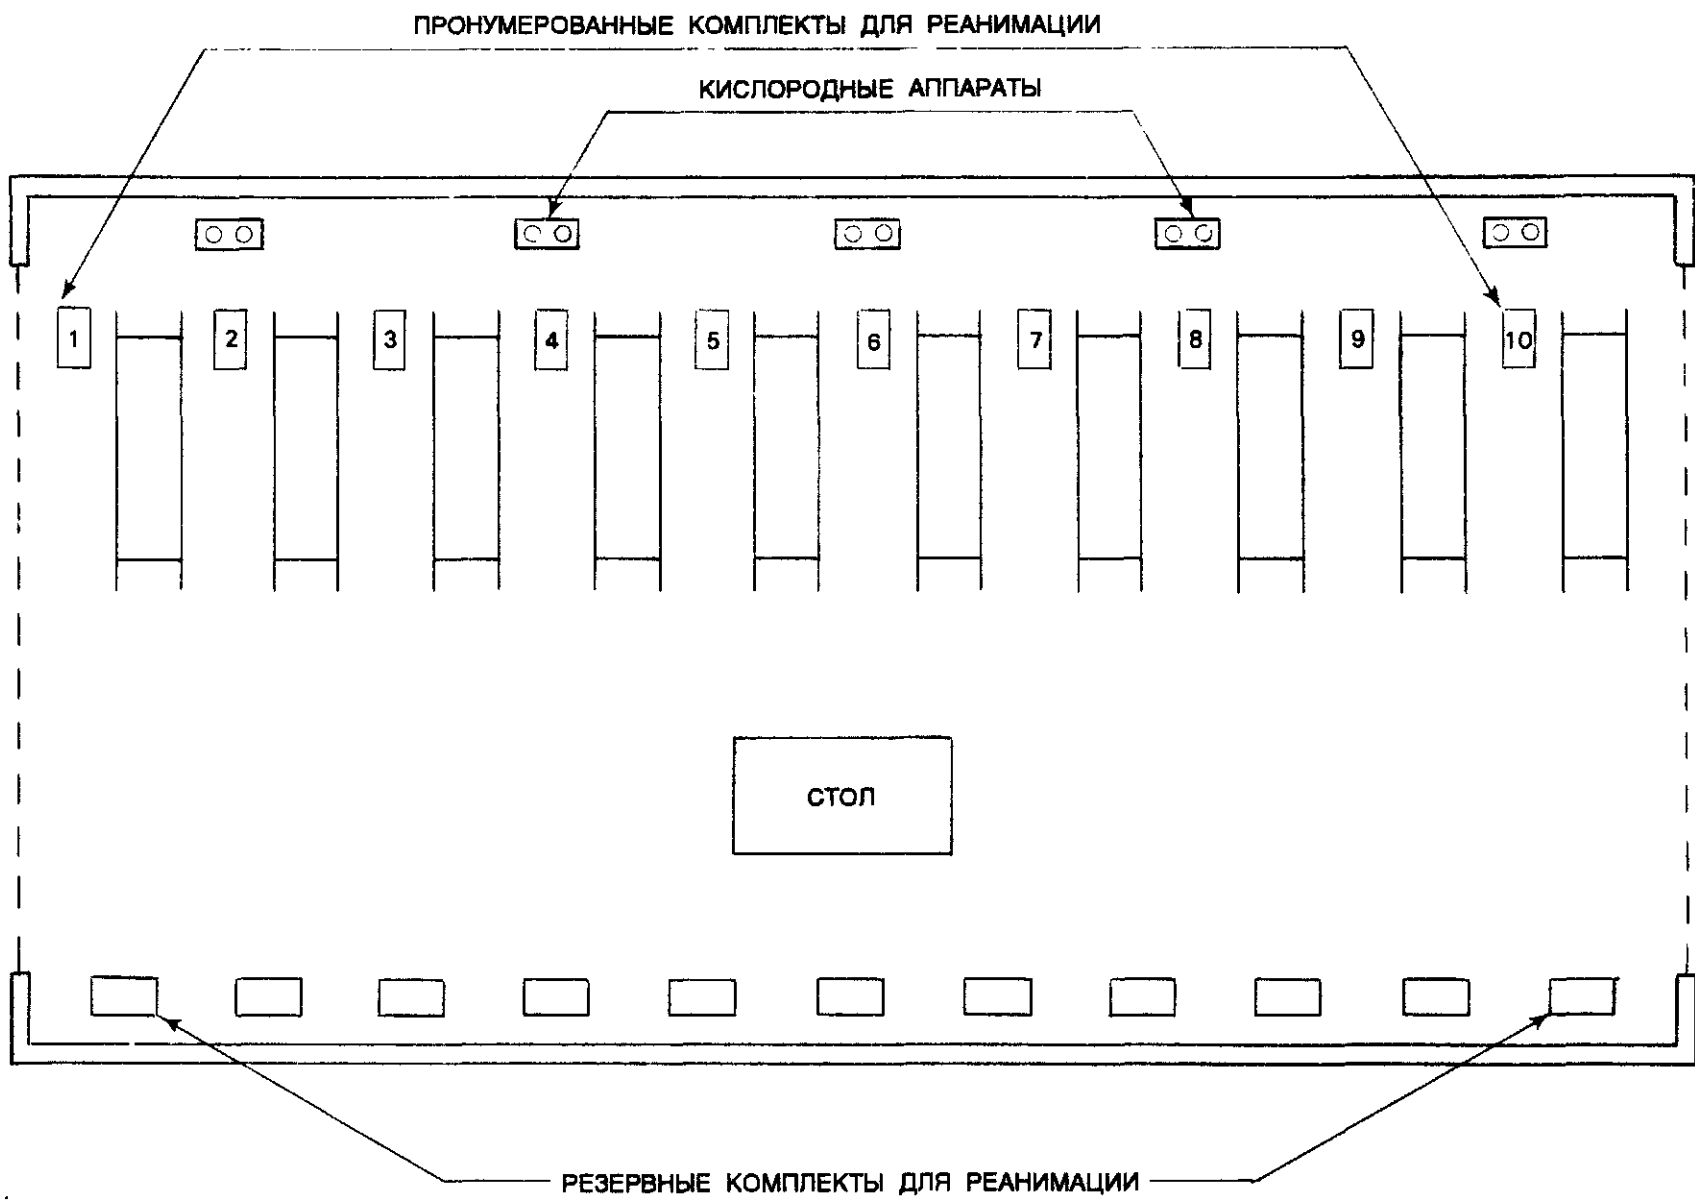 ПРОНУМЕРОВАННЫЕ КОМПЛЕКТЫ ДЛЯ РЕАНИМАЦИИ
КИСЛОРОДНЫЕ АППАРАТЫ
1 2 3 4 5 6 7 8 9 10
СТОЛ
РЕЗЕРВНЫЕ КОМПЛЕКТЫ ДЛЯ РЕАНИМАЦИИ